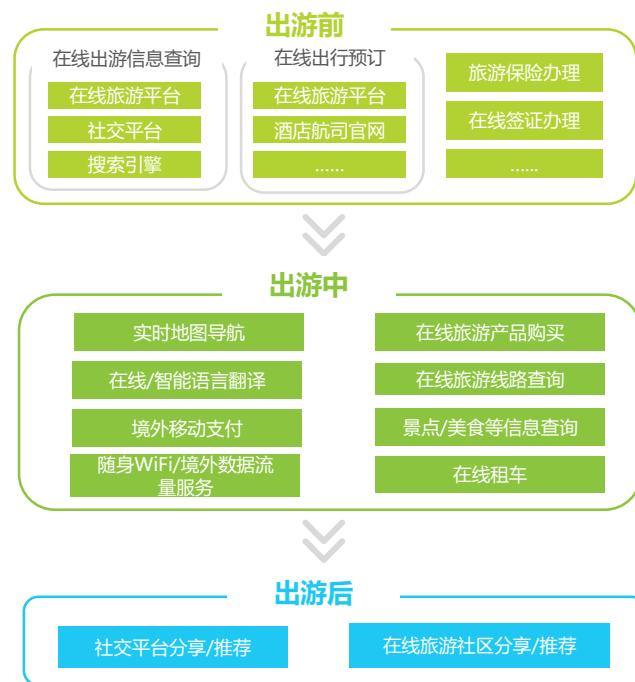 出游前
在线出游信息查询
在线旅游平台
社交平台
搜索引擎
在线出行预订
在线旅游平台
酒店航司官网
......
旅游保险办理
在线签证办理
......
出游中
实时地图导航
在线/智能语言翻译
境外移动支付
随身WiFi/境外数据流
量服务
在线旅游产品购买
在线旅游线路查询
景点/美食等信息查询
在线租车
出游后
社交平台分享/推荐
在线旅游社区分享/推荐